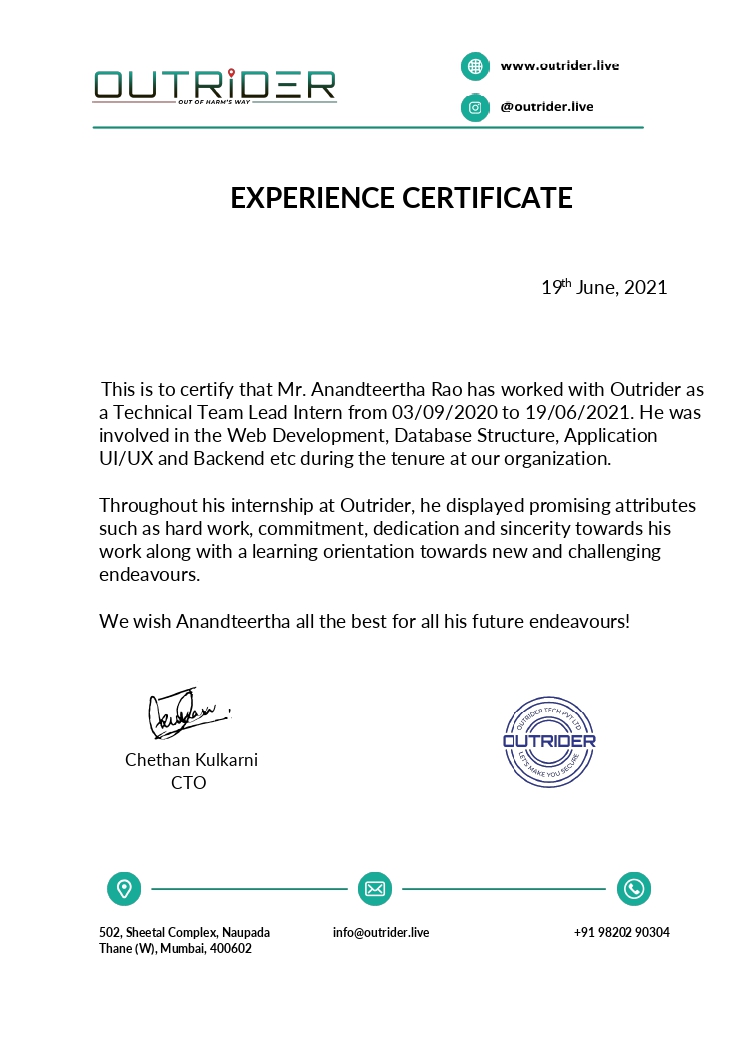 OUTRIDER
OUT OF HARM'S WAY
www.outrider.live
@outrider.live
EXPERIENCE CERTIFICATE
19th June, 2021
This is to certify that Mr. Anandteertha Rao has worked with Outrider as
a Technical Team Lead Intern from 03/09/2020 to 19/06/2021. He was
involved in the Web Development, Database Structure, Application
UI/UX and Backend etc during the tenure at our organization.
Throughout his internship at Outrider, he displayed promising attributes
such as hard work, commitment, dedication and sincerity towards his
work along with a learning orientation towards new and challenging
endeavours.
We wish Anandteertha all the best for all his future endeavours!
Chethan Kulkarni
CTO
OUTRIDER TECH PVT LTD
OUTRIDER
LET'S MAKE YOU SECURE
502, Sheetal Complex, Naupada
Thane (W), Mumbai, 400602
info@outrider.live
+91 98202 90304